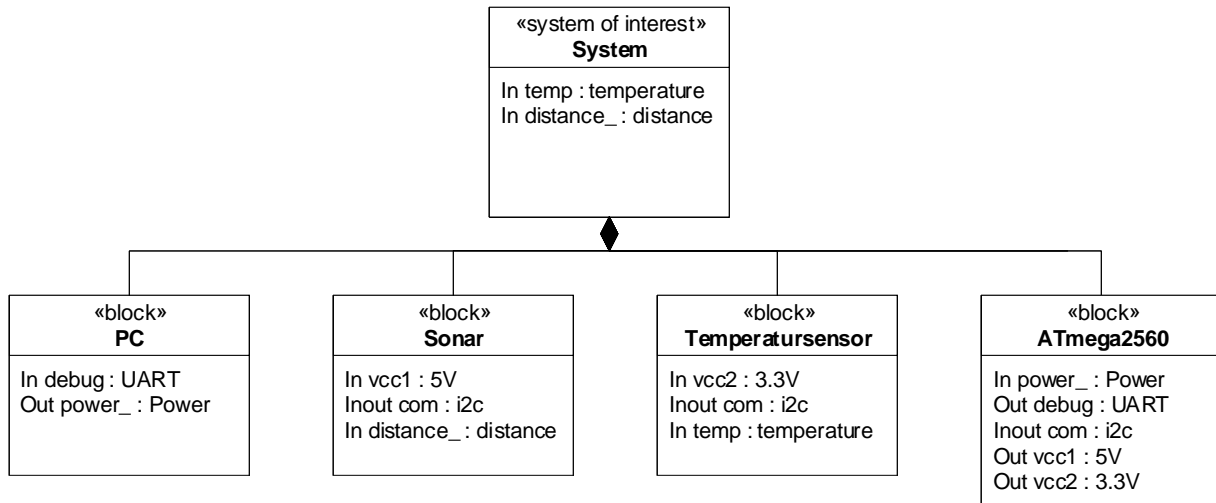 «system of interest»
System
In temp : temperature
In distance_ : distance
«block»
PC
In debug : UART
Out power_ : Power
«block»
Sonar
In vcc1 : 5V
Inout com : i2c
In distance_ : distance
«block»
Temperatursensor
In vcc2 : 3.3V
Inout com : i2c
In temp : temperature
«block»
ATmega2560
In power_ : Power
Out debug : UART
Inout com : i2c
Out vcc1 : 5V
Out vcc2 : 3.3V